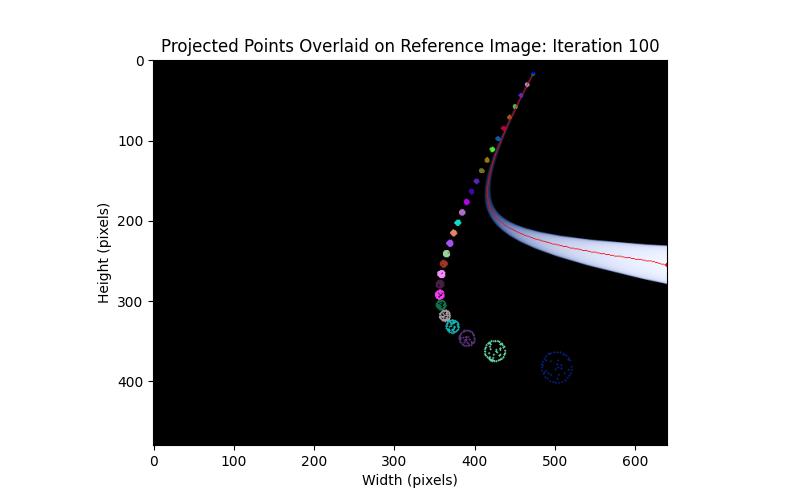 Projected Points Overlaid on Reference Image: Iteration 100
0
100
200
300
400
Height (pixels)
0 100 200 300 400 500 600
Width (pixels)